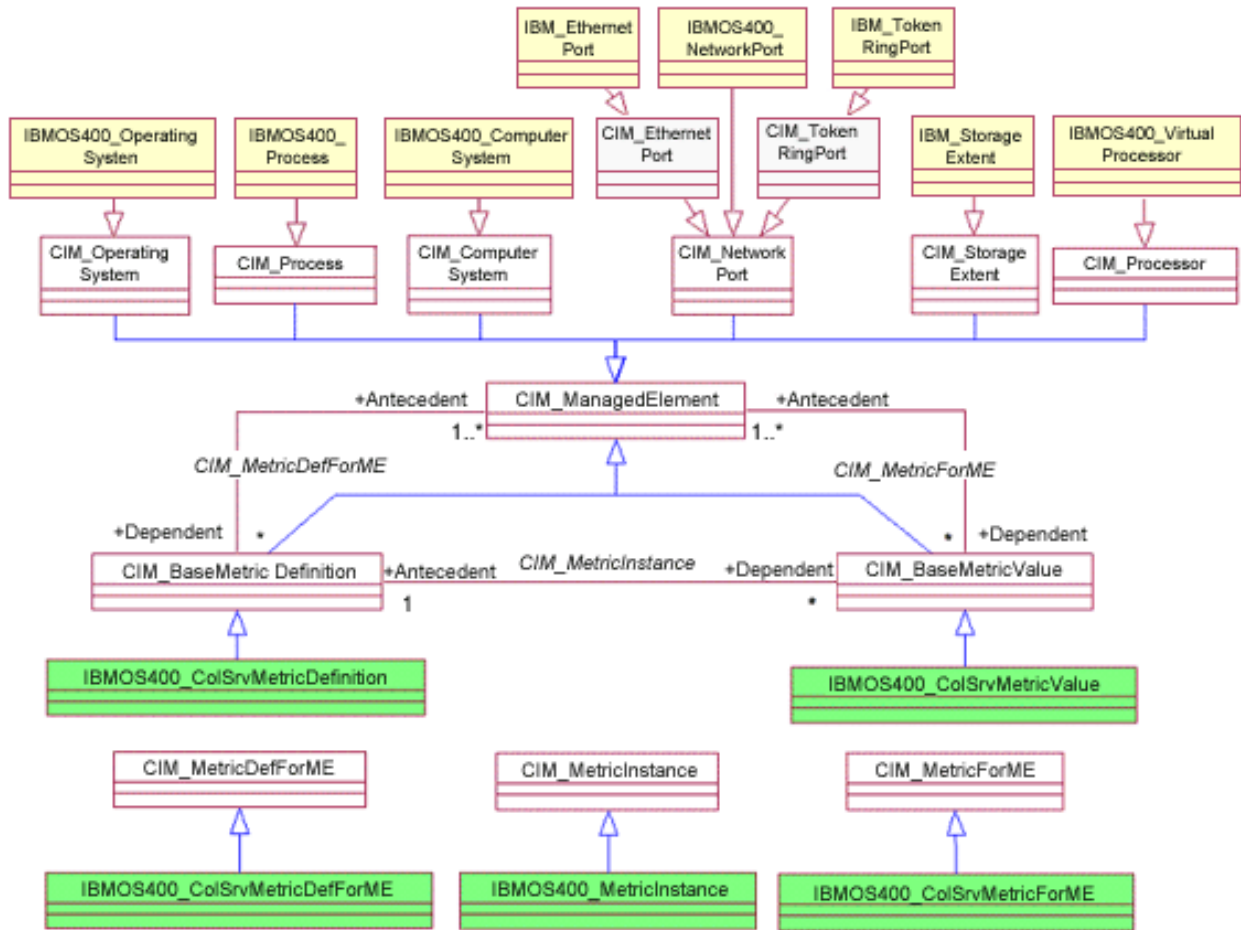 IBM_Ethernet
Port
IBMOS400_
NetworkPort
IBM_Token
RingPort
IBMOS400_Operating
System
IBMOS400_
Process
IBMOS400_Computer
System
CIM_Ethernet
Port
CIM_Token
RingPort
IBM_Storage
Extent
IBMOS400_Virtual
Processor
CIM_Operating
System
CIM_Process
CIM_Computer
System
CIM_Network
Port
CIM_Storage
Extent
CIM_Processor
+Antecedent
CIM_ManagedElement
+Antecedent
1..*
1..*
CIM_MetricDefForME
CIM_MetricForME
+Dependent
*
*
+Dependent
CIM_BaseMetric Definition
+Antecedent
CIM_MetricInstance
+Dependent
CIM_BaseMetricValue
1
*
IBMOS400_ColSrvMetricDefinition
IBMOS400_ColSrvMetricValue
CIM_MetricDefForME
CIM_MetricInstance
CIM_MetricForME
IBMOS400_ColSrvMetricDefForME
IBMOS400_MetricInstance
IBMOS400_ColSrvMetricForME